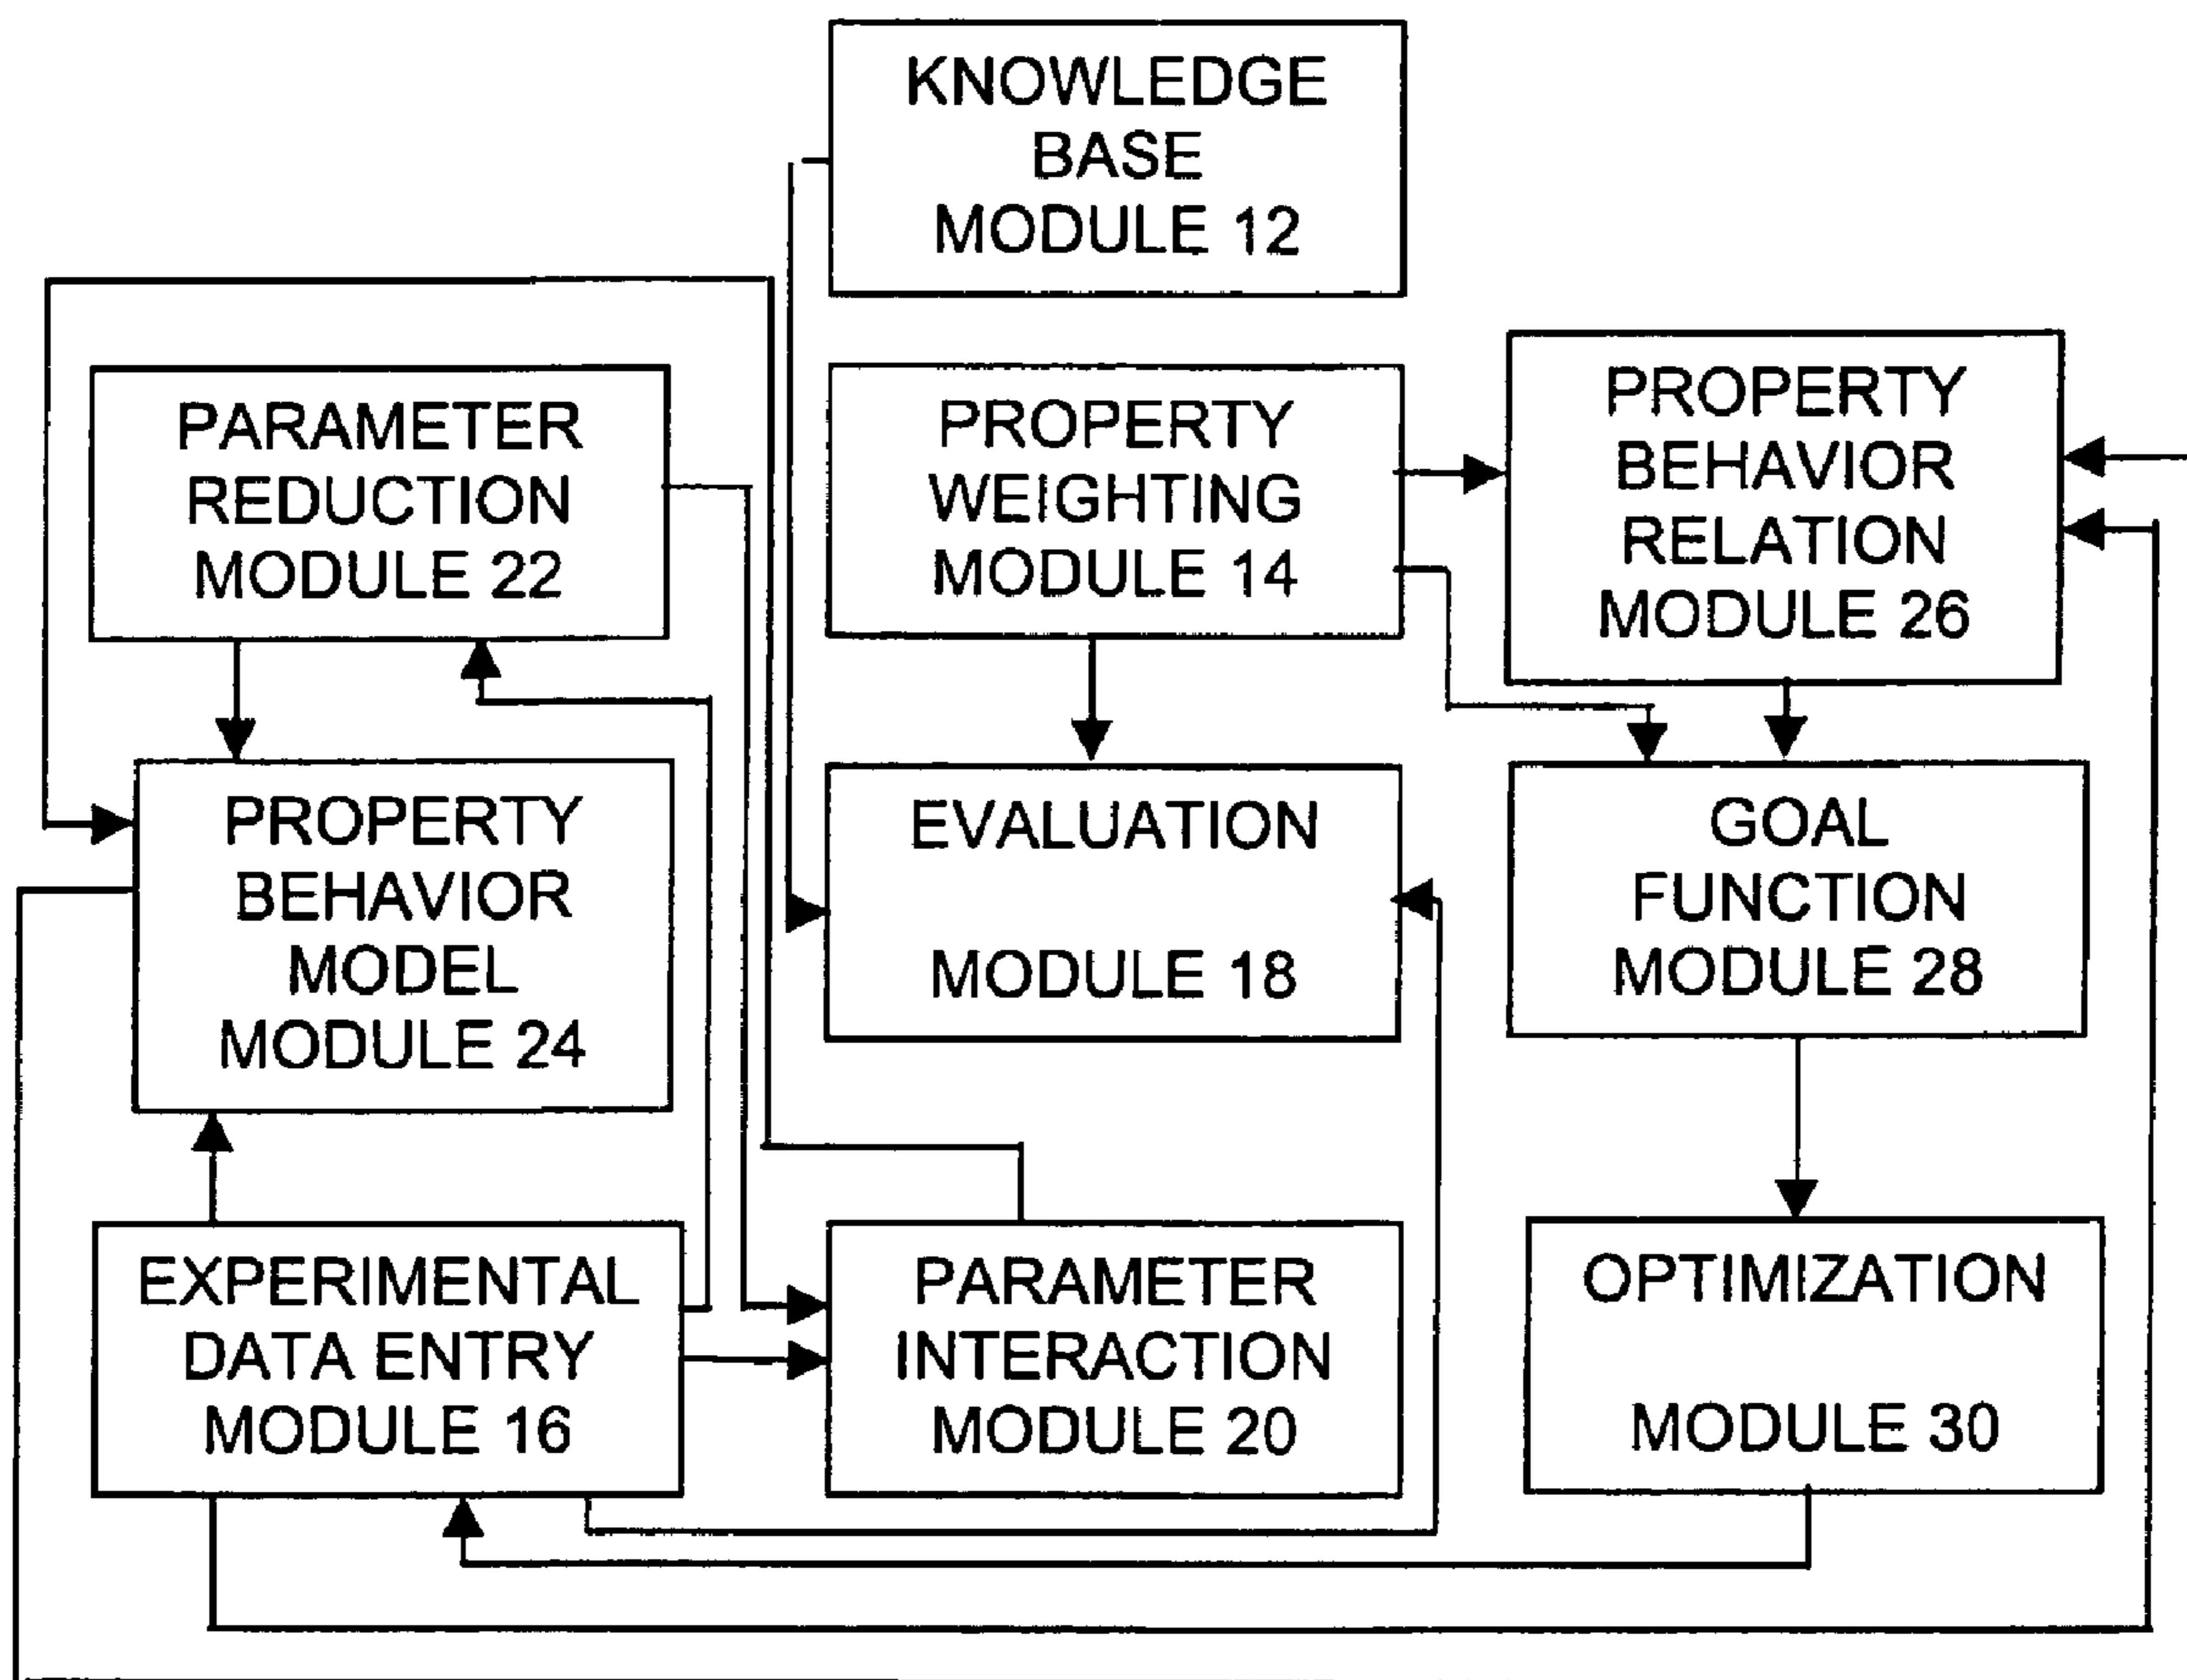 KNOWLEDGE
BASE
MODULE 12
PARAMETER
REDUCTION
MODULE 22
PROPERTY
WEIGHTING
MODULE 14
PROPERTY
BEHAVIOR
RELATION
MODULE 26
PROPERTY
BEHAVIOR
MODEL
MODULE 24
EVALUATION
MODULE 18
GOAL
FUNCTION
MODULE 28
EXPERIMENTAL
DATA ENTRY
MODULE 16
PARAMETER
INTERACTION
MODULE 20
OPTIMIZATION
MODULE 30